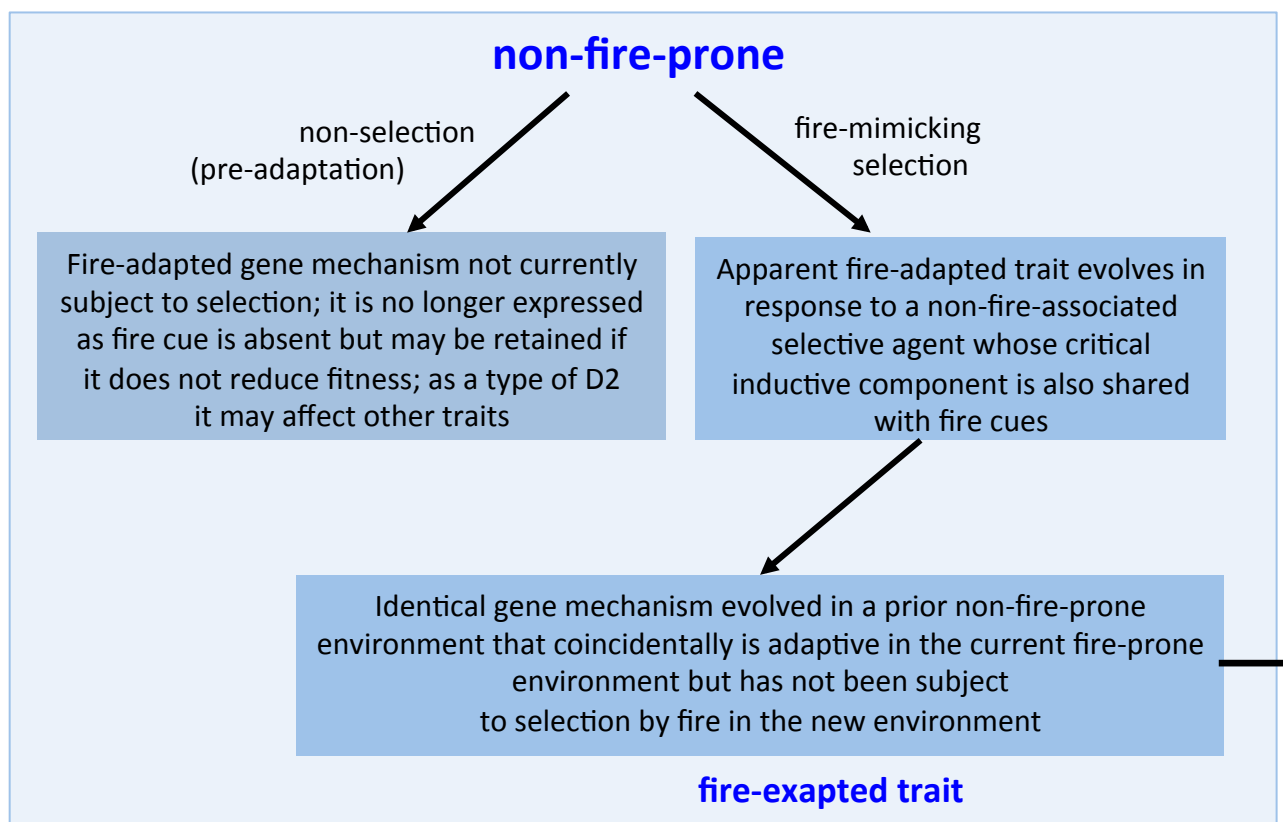 non-fire-prone
non-selection
(pre-adaptation)
fire-mimicking
selection
Fire-adapted gene mechanism not currently
subject to selection; it is no longer expressed
as fire cue is absent but may be retained if
it does not reduce fitness; as a type of D2
it may affect other traits
Apparent fire-adapted trait evolves in
response to a non-fire-associated
selective agent whose critical
inductive component is also shared
with fire cues
Identical gene mechanism evolved in a prior non-fire-prone
environment that coincidentally is adaptive in the current fire-prone
environment but has not been subject
to selection by fire in the new environment
fire-exapted trait